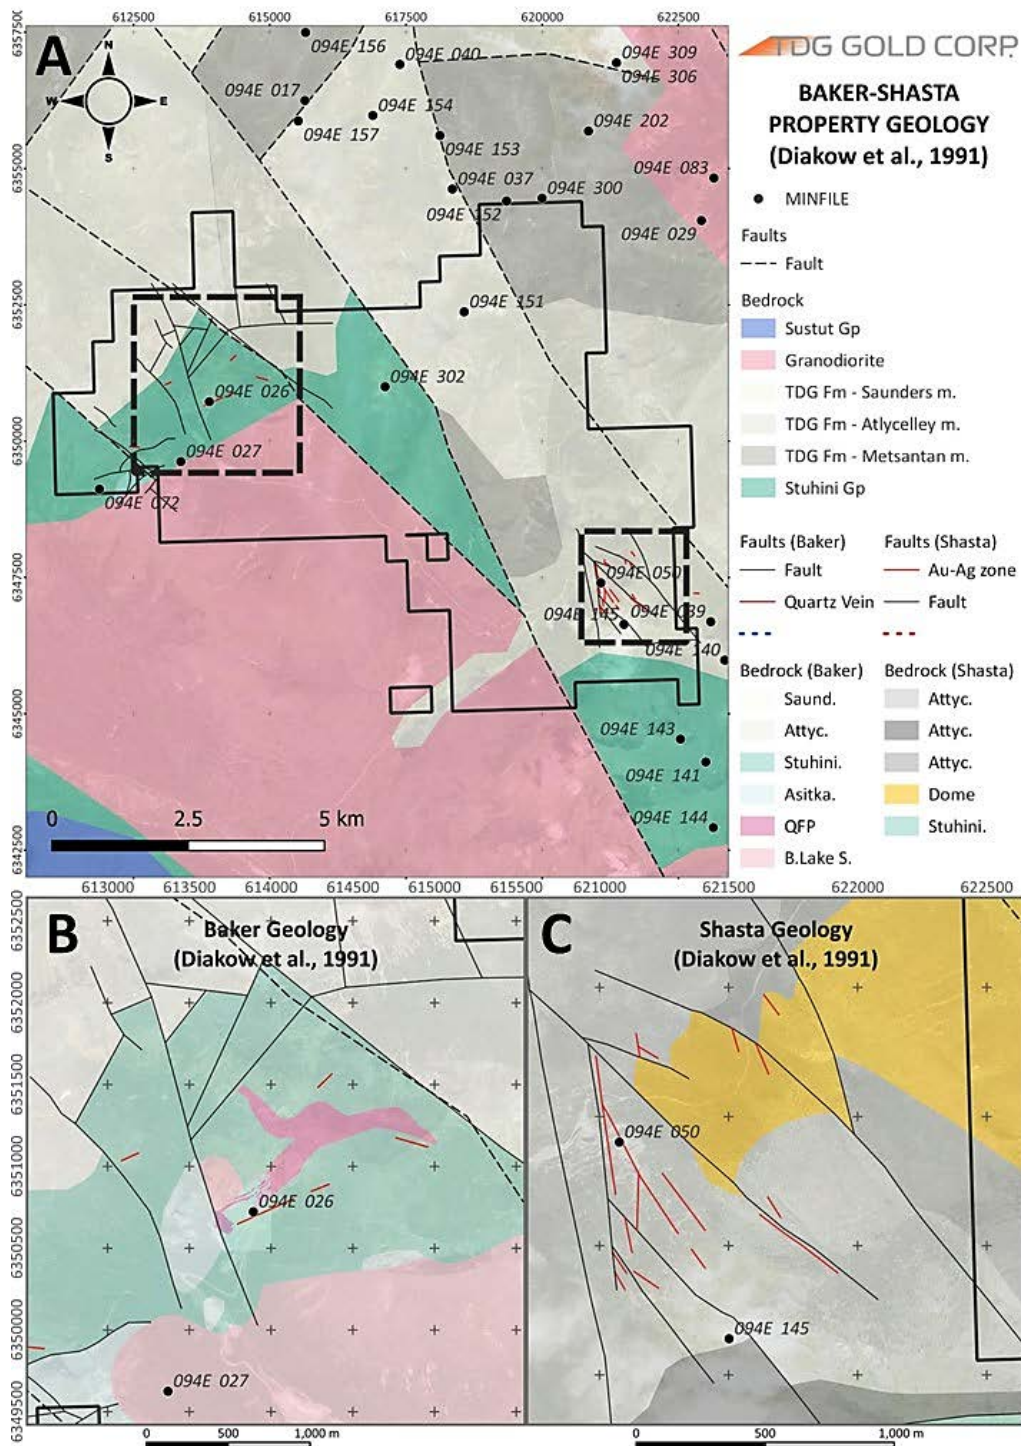 612500 615000 617500 620000 622500
6357500
6355000
6352500
6350000
6347500
6345000
6342500
A
N
W E
S
094E 156
094E 040
094E 309
094E 306
094E 017
094E 154
094E 157
094E 202
094E 153
094E 083
094E 037
094E 300
094E 152
094E 029
094E 151
094E 302
094E 026
094E 027
094E 072
094E 050
094E 145
094E 039
094E 140
094E 143
094E 141
094E 144
0 2.5 5 km
TDG GOLD CORP.
BAKER-SHASTA
PROPERTY GEOLOGY
(Diakow et al., 1991)
MINFILE
Faults
Fault
Bedrock
Sustut Gp
Granodiorite
TDG Fm - Saunders m.
TDG Fm - Atlycelley m.
TDG Fm - Metsantan m.
Stuhini Gp
Faults (Baker)
Fault
Quartz Vein
Faults (Shasta)
Au-Ag zone
Fault
Bedrock (Baker)
Saund.
Attyc.
Stuhini.
Asitka.
QFP
B.Lake S.
Bedrock (Shasta)
Attyc.
Attyc.
Attyc.
Dome
Stuhini.
613000 613500 614000 614500 615000 615500
6352500
6352000
6351500
6351000
6350500
6350000
6349500
B
Baker Geology
(Diakow et al., 1991)
094E 026
094E 027
0 500 1,000 m
621000 621500 622000 622500
C
Shasta Geology
(Diakow et al., 1991)
094E 050
094E 145
0 500 1,000 m